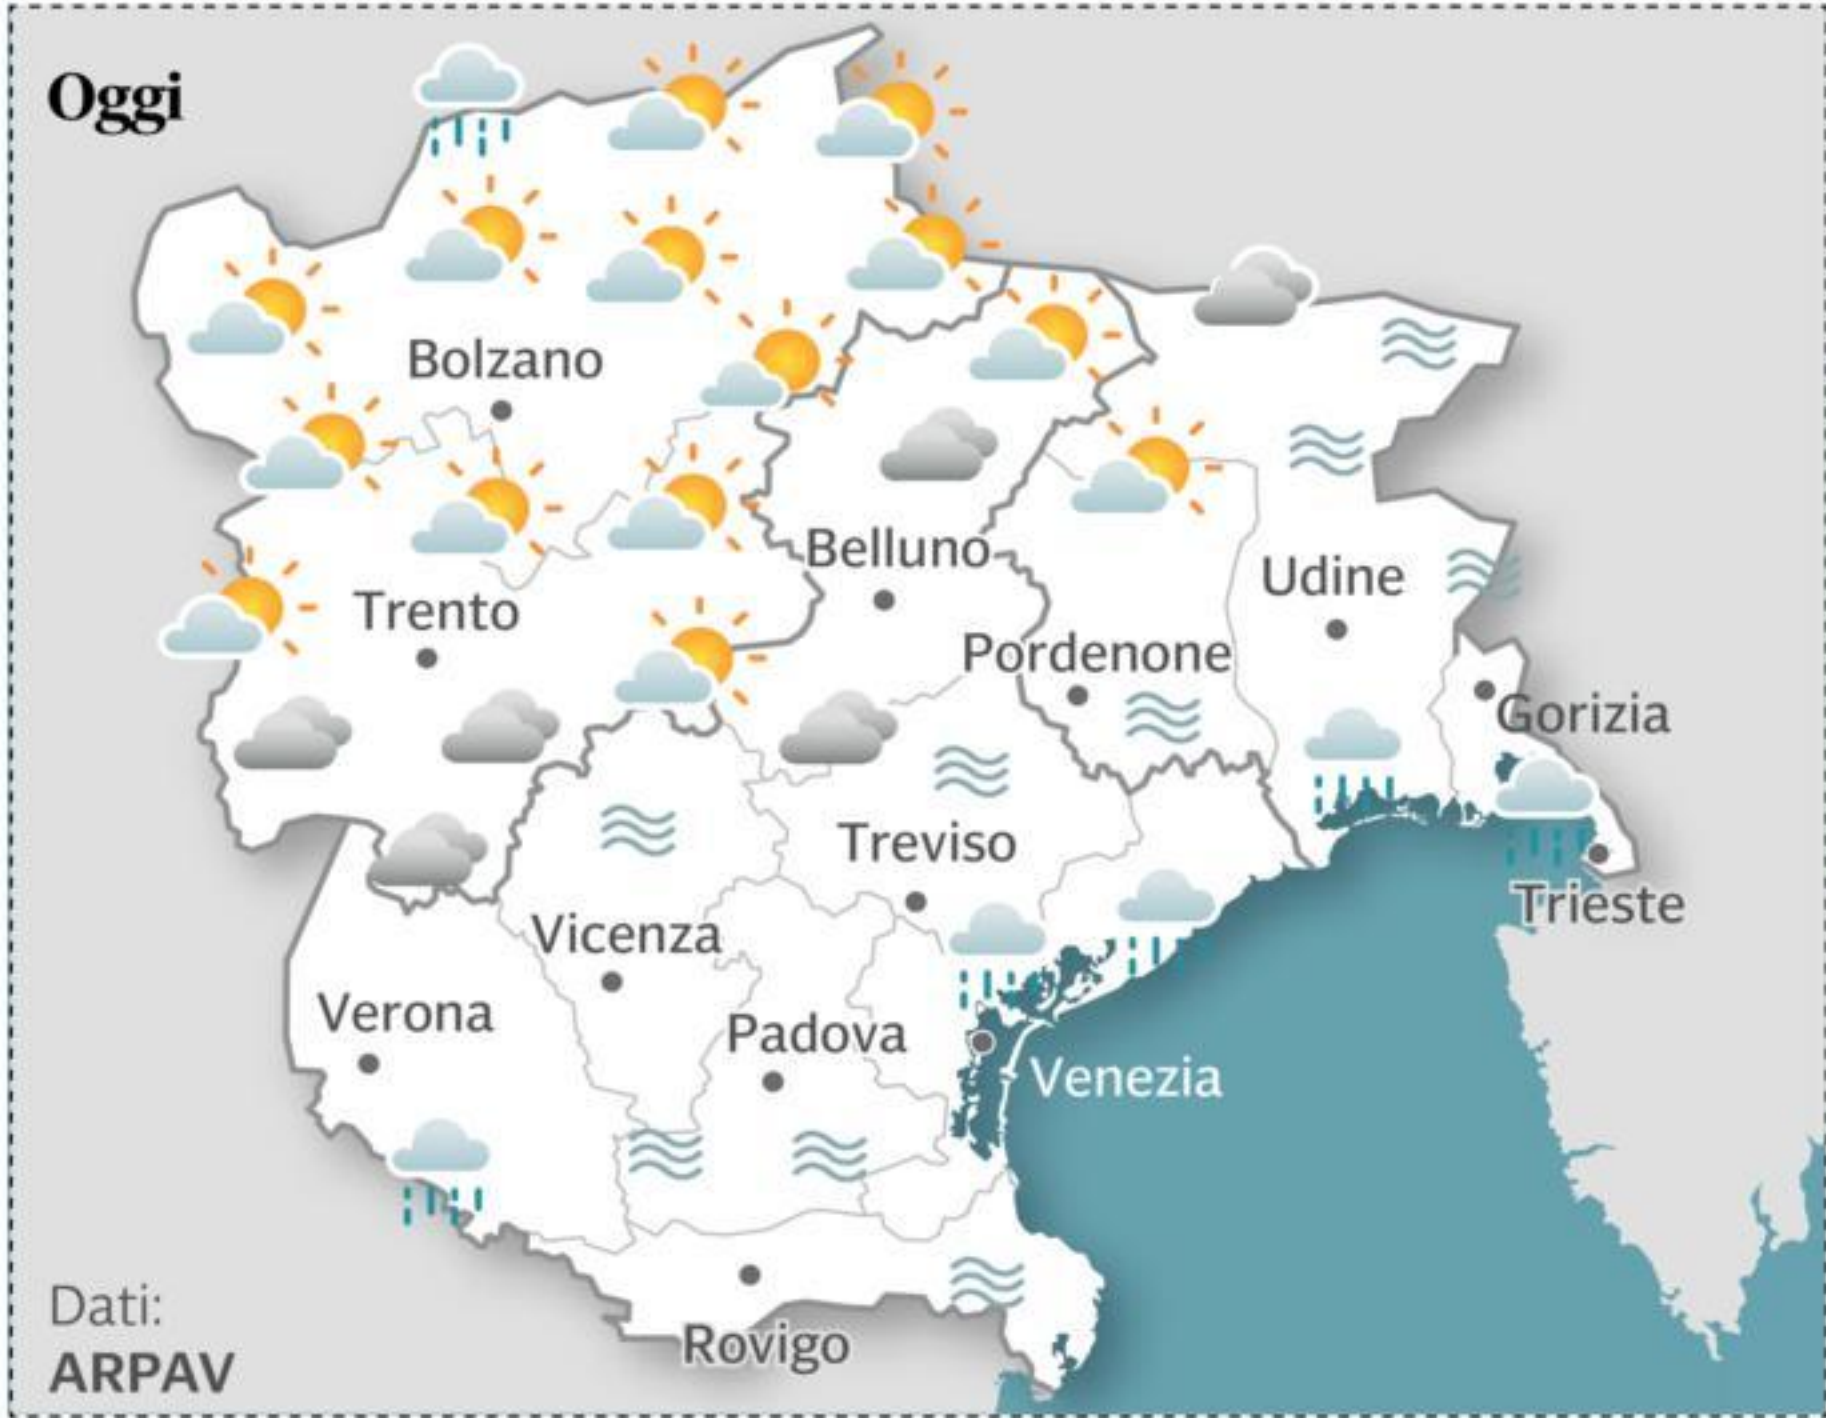 Oggi
Bolzano
Belluno
Udine
Trento
Pordenone
Gorizia
Treviso
Trieste
Vicenza
Verona
Padova
Venezia
Rovigo
Dati:
ARPAV